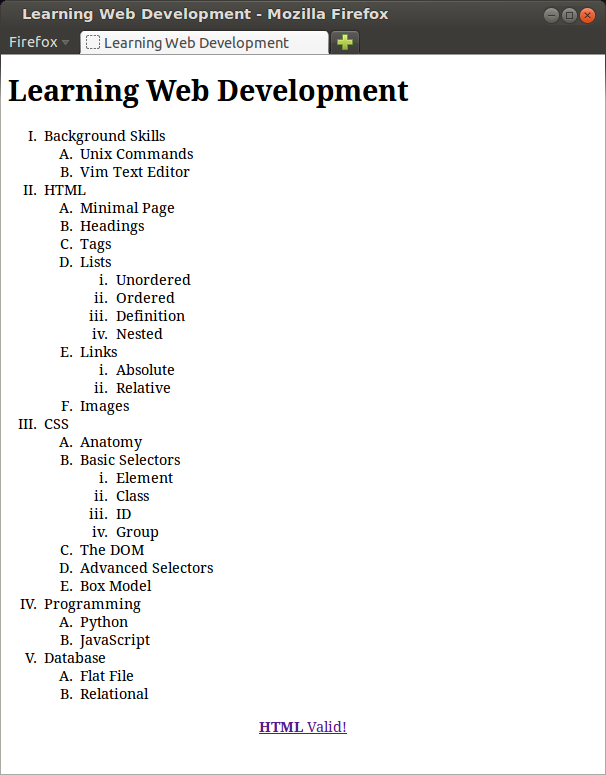 Learning Web Development - Mozilla Firefox
Firefox
Learning Web Development
Learning Web Development
I. Background Skills
A. Unix Commands
B. Vim Text Editor
II. HTML
A. Minimal Page
B. Headings
C. Tags
D. Lists
i. Unordered
ii. Ordered
iii. Definition
iv. Nested
E. Links
i. Absolute
ii. Relative
F. Images
III. CSS
A. Anatomy
B. Basic Selectors
i. Element
ii. Class
iii. ID
iv. Group
C. The DOM
D. Advanced Selectors
E. Box Model
IV. Programming
A. Python
B. JavaScript
V. Database
A. Flat File
B. Relational
HTML Valid!